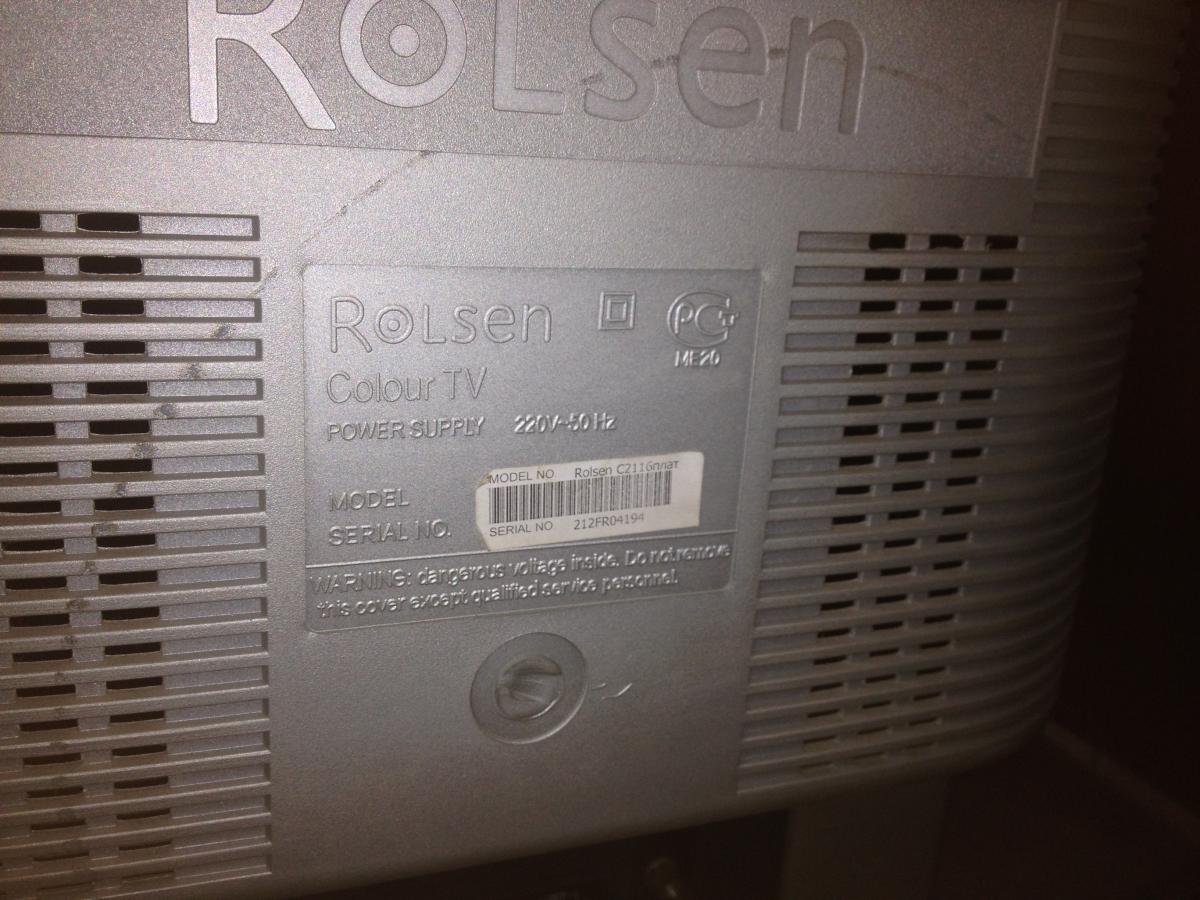 RoLsen
RoLsen
PCT
ME20
Colour TV
POWER SUPPLY 220V~50 Hz
MODEL
SERIAL NO.
MODEL NO Rolsen C2116плат
SERIAL NO 212FR04194
WARNING: dangerous voltage inside. Do not remove
this cover except qualified service personnel.